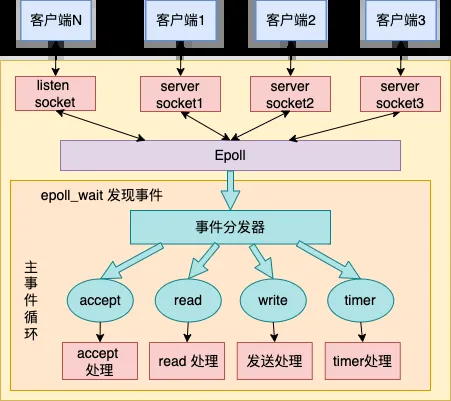 客户端N
客户端1
客户端2
客户端3
listen
socket
server
socket1
server
socket2
server
socket3
Epoll
epoll_wait 发现事件
事件分发器
主
事
件
循
环
accept
read
write
timer
accept
处理
read 处理
发送处理
timer处理